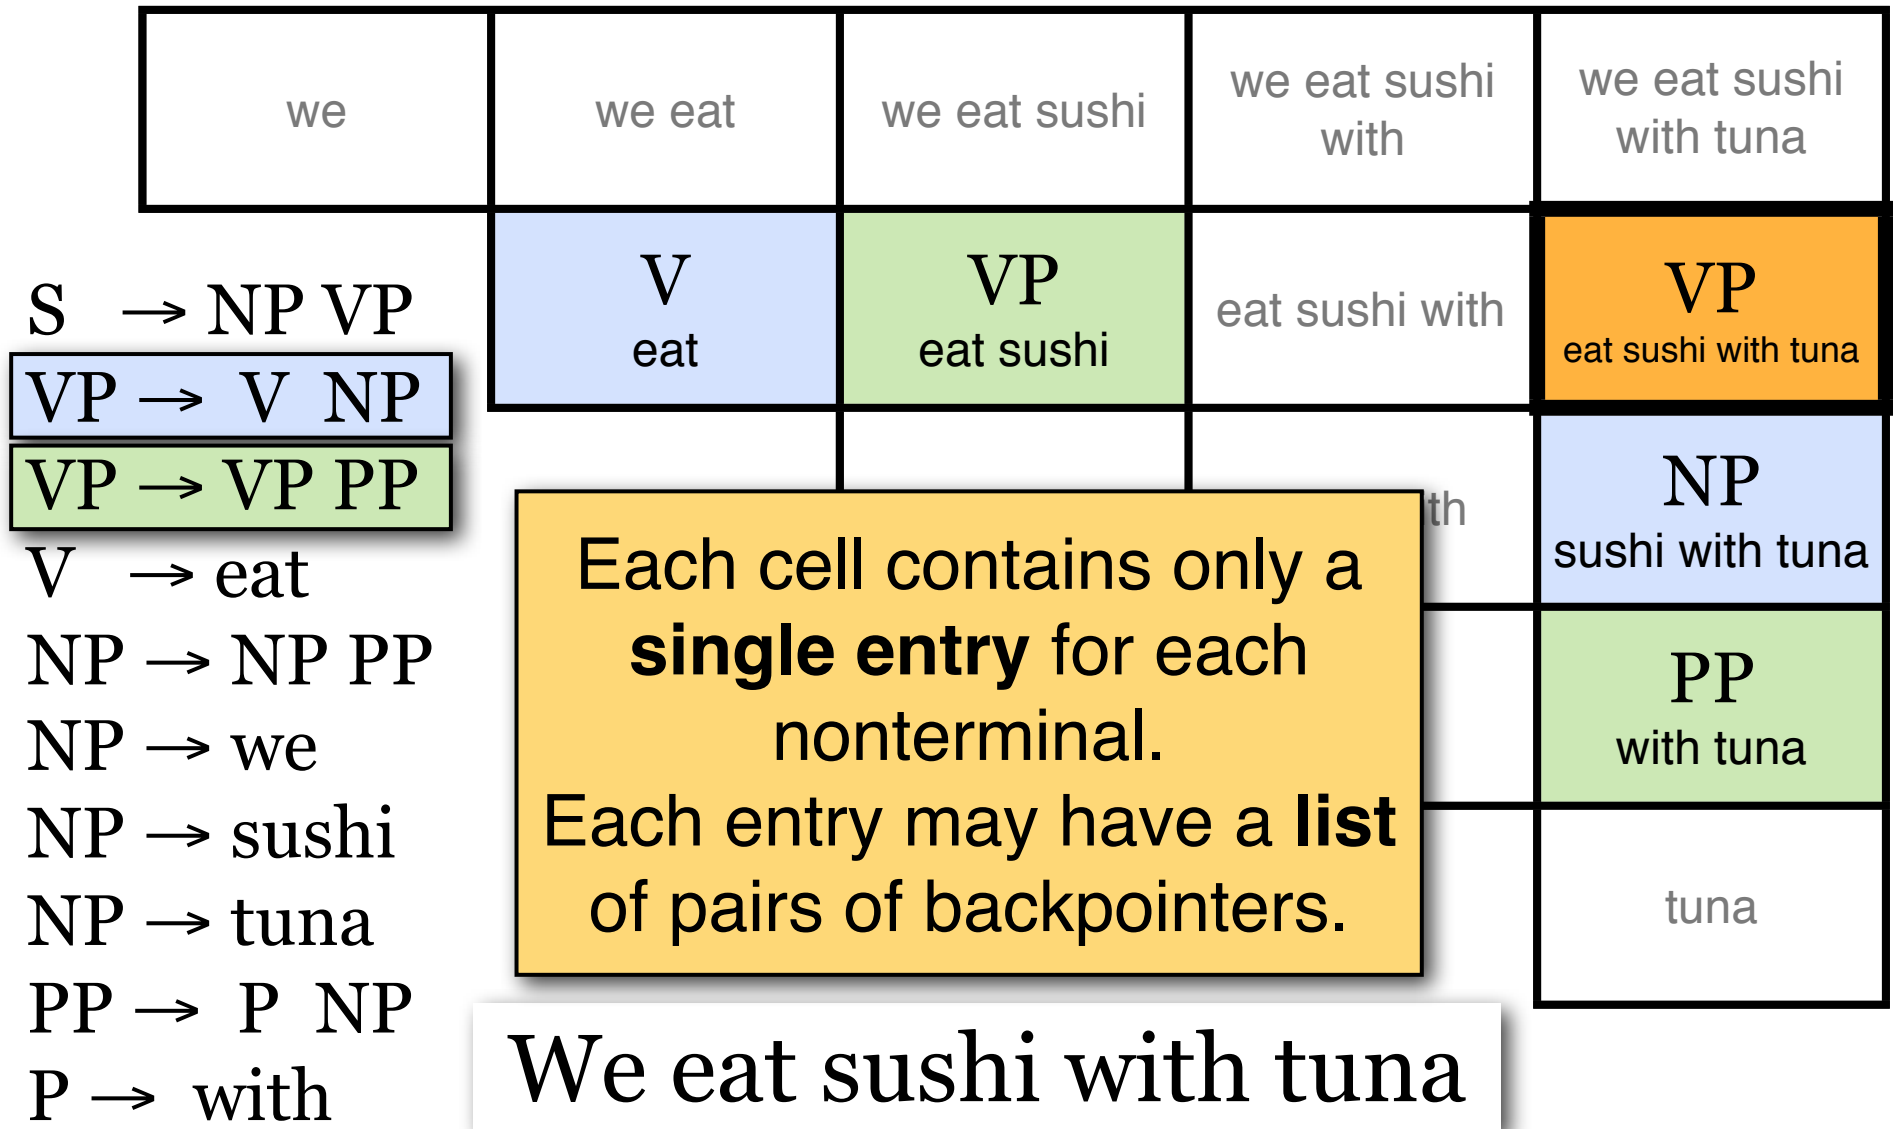 we
we eat
we eat sushi
we eat sushi
with
we eat sushi
with tuna
V
eat
VP
eat sushi
eat sushi with
VP
eat sushi with tuna
NP
sushi with tuna
PP
with tuna
tuna
S → NP VP
VP → V NP
VP → VP PP
V → eat
NP → NP PP
NP → we
NP → sushi
NP → tuna
PP → P NP
P → with
Each cell contains only a
single entry for each
nonterminal.
Each entry may have a list
of pairs of backpointers.
We eat sushi with tuna